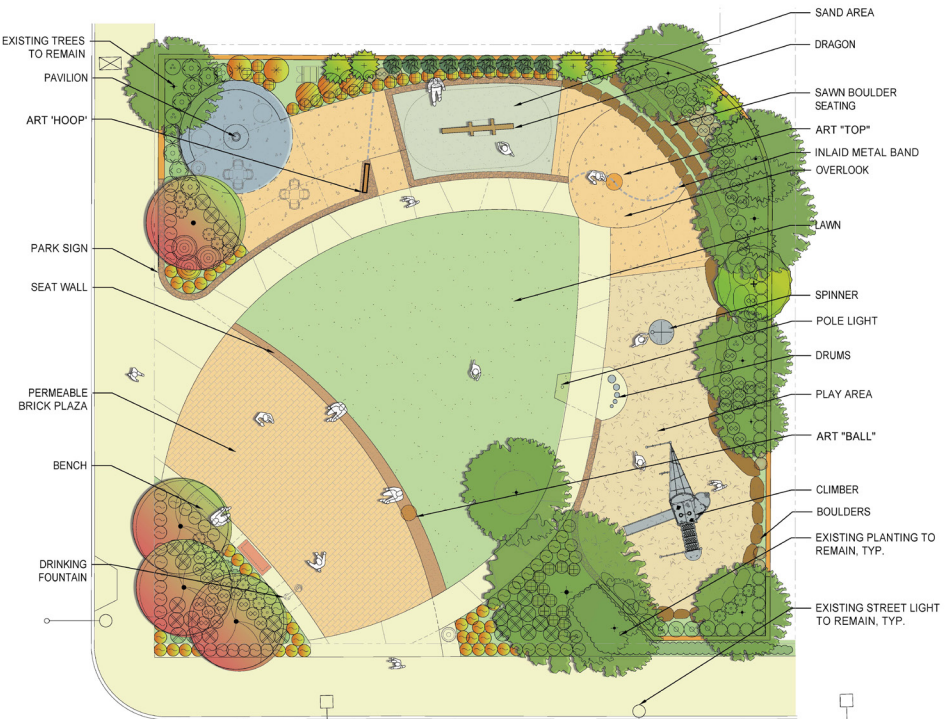 EXISTING TREES
TO REMAIN
PAVILION
ART 'HOOP'
PARK SIGN
SEAT WALL
PERMEABLE
BRICK PLAZA
BENCH
DRINKING
FOUNTAIN
SAND AREA
DRAGON
SAWN BOULDER
SEATING
ART "TOP"
INLAID METAL BAND
OVERLOOK
LAWN
SPINNER
POLE LIGHT
DRUMS
PLAY AREA
ART "BALL"
CLIMBER
BOULDERS
EXISTING PLANTING TO
REMAIN, TYP.
EXISTING STREET LIGHT
TO REMAIN, TYP.